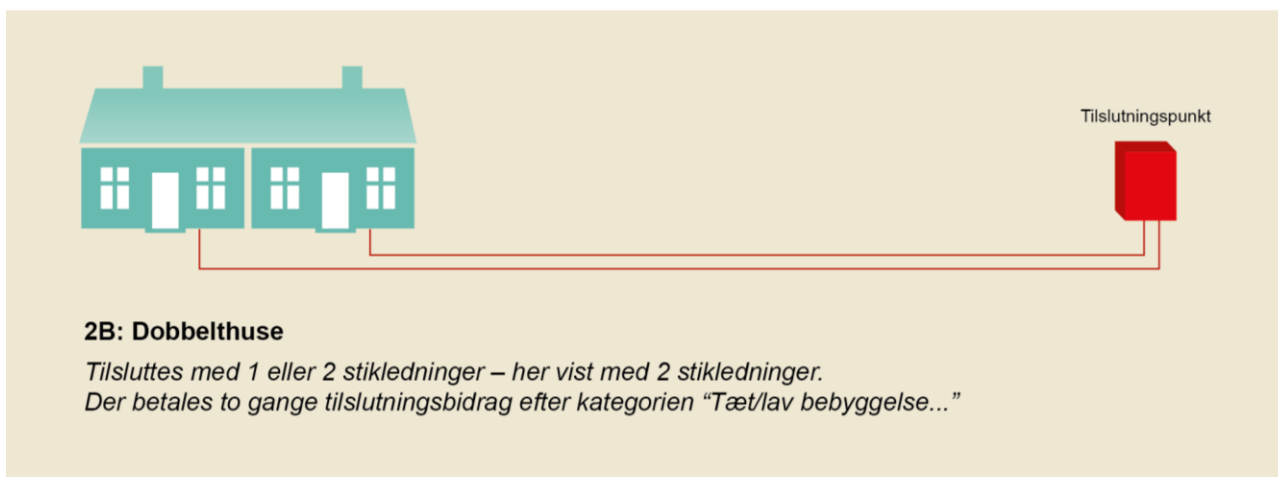 Tilslutningspunkt
2B: Dobbelthuse
Tilsluttes med 1 eller 2 stikledninger – her vist med 2 stikledninger.
Der betales to gange tilslutningsbidrag efter kategorien “Tæt/lav bebyggelse...”